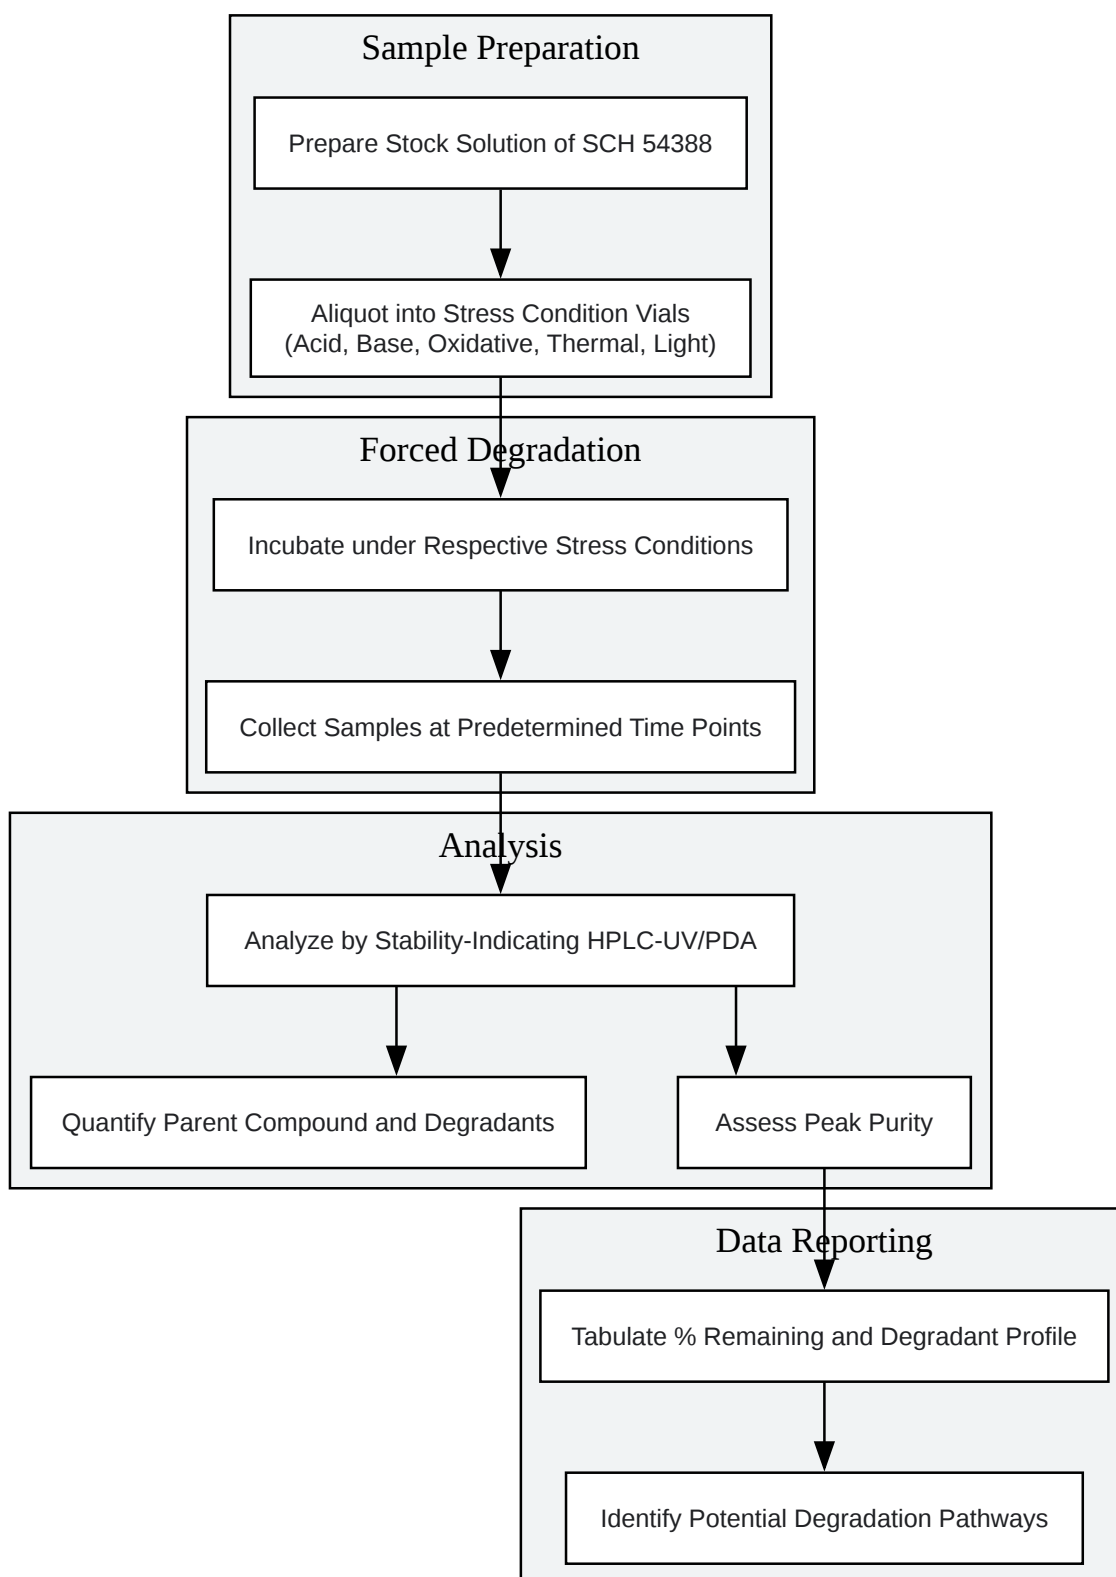 Sample Preparation
Prepare Stock Solution of SCH 54388
Aliquot into Stress Condition Vials
(Acid, Base, Oxidative, Thermal, Light)
Forced Degradation
Incubate under Respective Stress Conditions
Collect Samples at Predetermined Time Points
Analysis
Analyze by Stability-Indicating HPLC-UV/PDA
Quantify Parent Compound and Degradants
Assess Peak Purity
Data Reporting
Tabulate % Remaining and Degradant Profile
Identify Potential Degradation Pathways